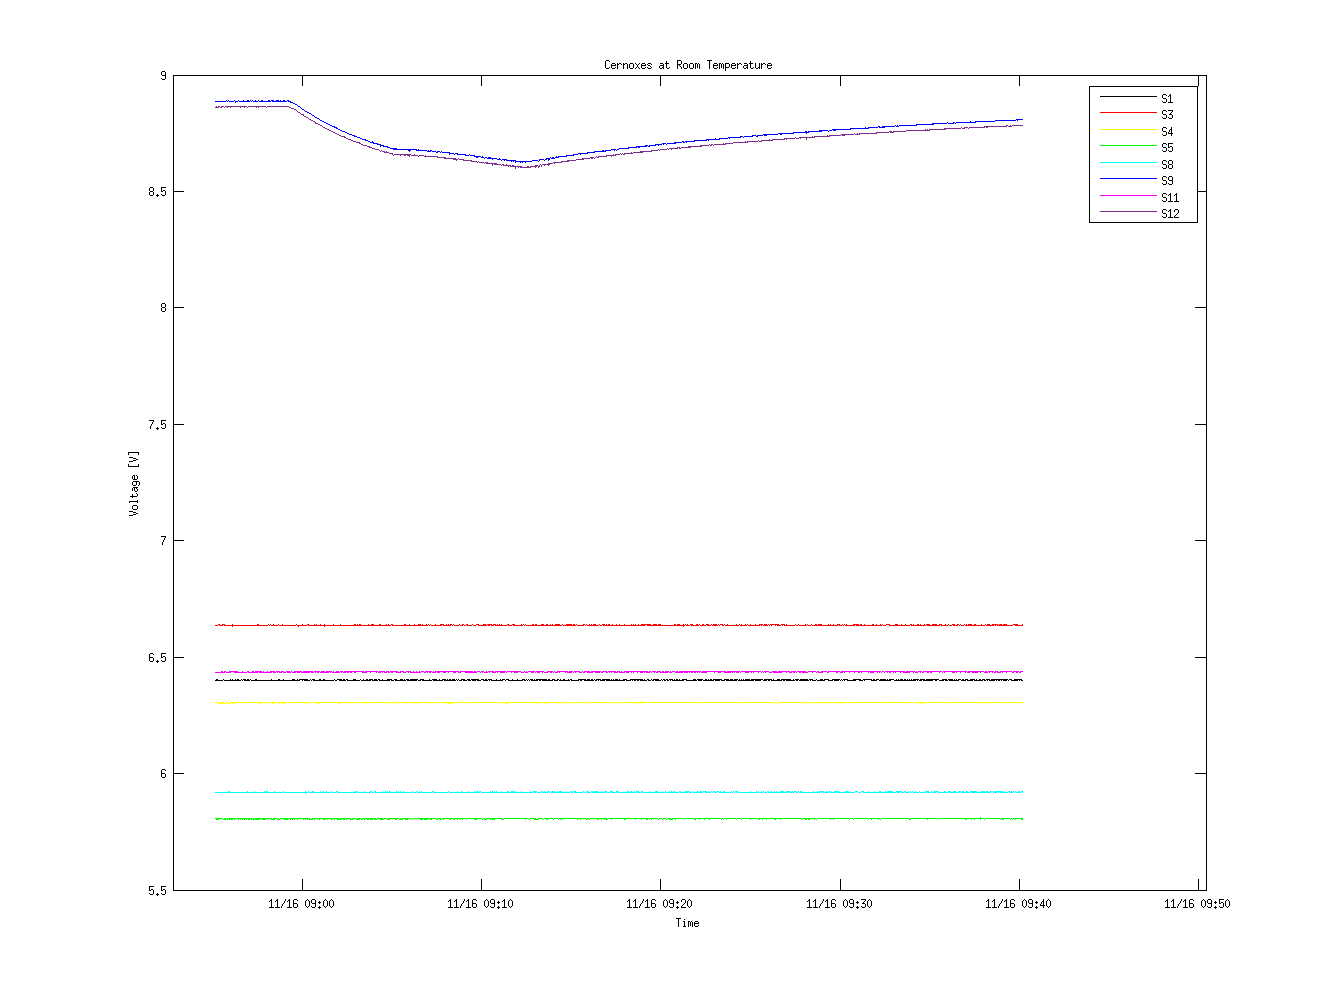 Cernoxes at Room Temperature
9
8.5
8
7.5
7
6.5
6
5.5
Voltage [V]
S1
S3
S4
S5
S8
S9
S11
S12
11/16 09:00
11/16 09:10
11/16 09:20
11/16 09:30
11/16 09:40
11/16 09:50
Time